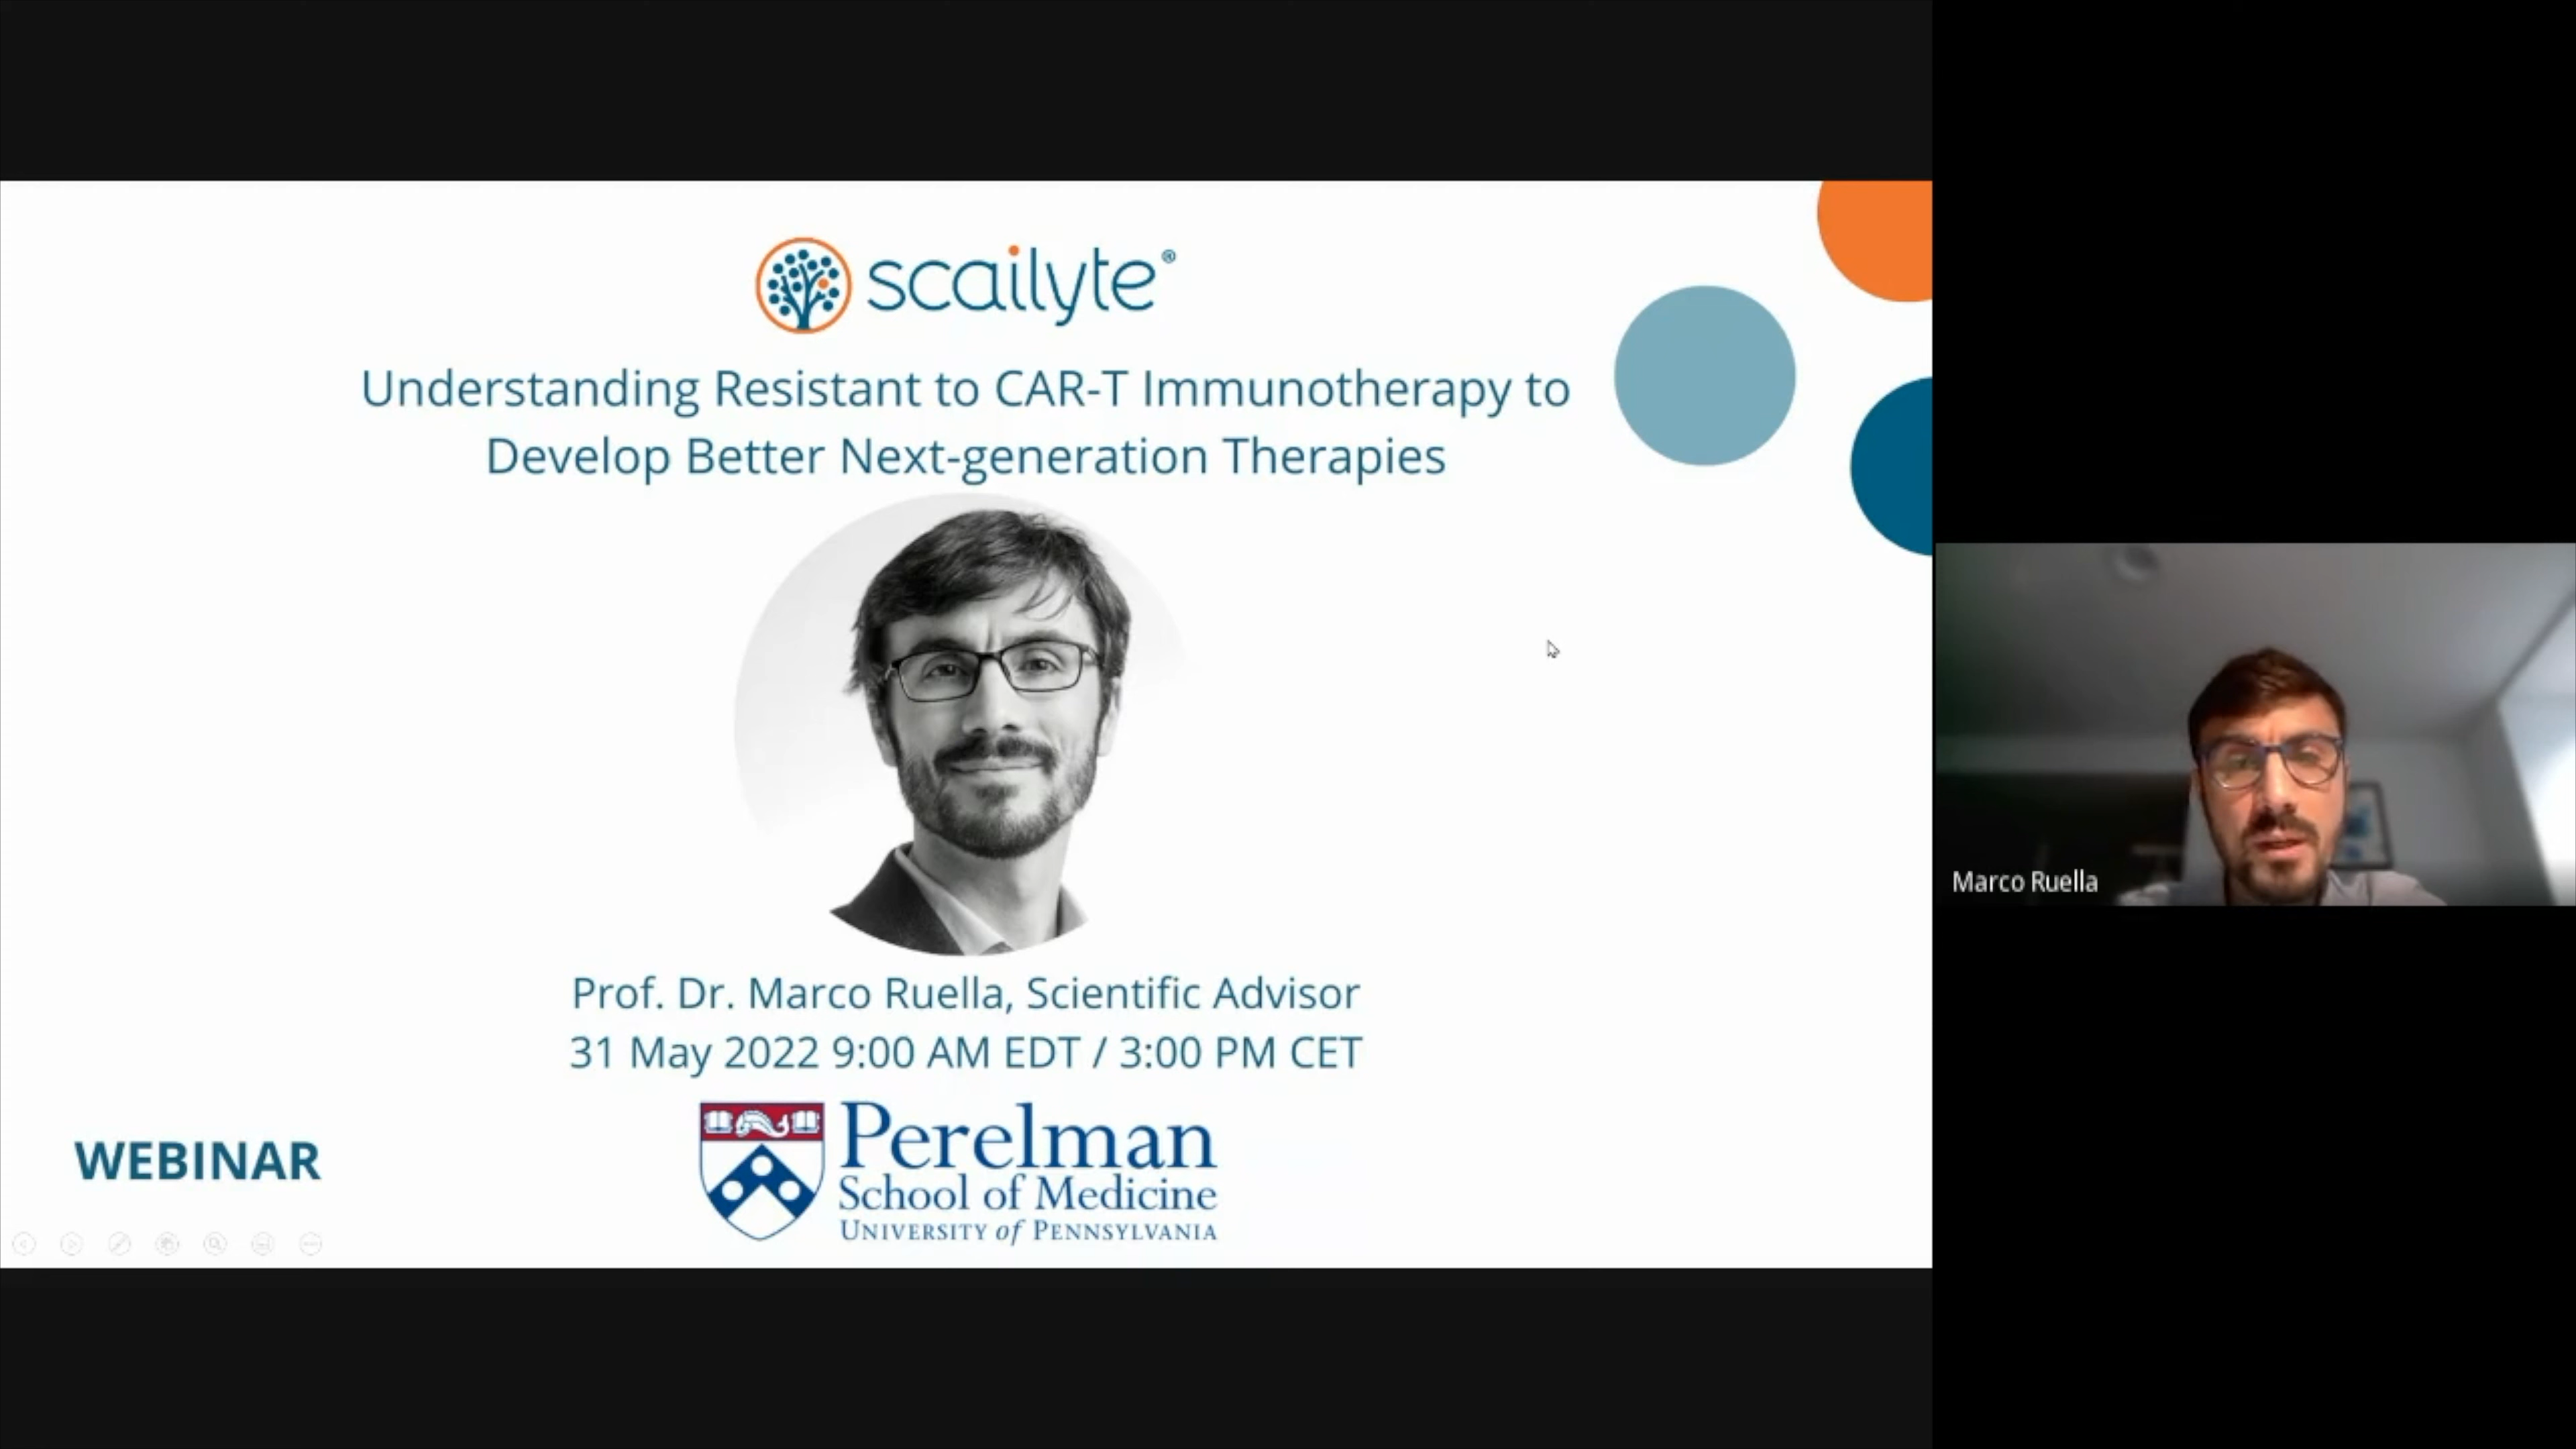 scailyte®
Understanding Resistant to CAR-T Immunotherapy to
Develop Better Next-generation Therapies
Prof. Dr. Marco Ruella, Scientific Advisor
31 May 2022 9:00 AM EDT / 3:00 PM CET
WEBINAR
Perelman
School of Medicine
UNIVERSITY of PENNSYLVANIA
Marco Ruella